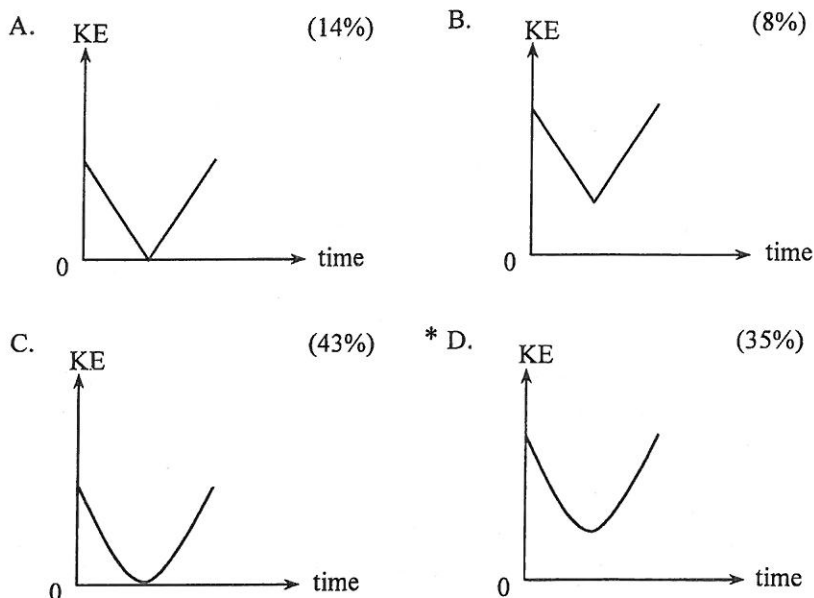 A. (14%)
KE
0 time
B. (8%)
KE
0 time
C. (43%)
KE
0 time
* D. (35%)
KE
0 time